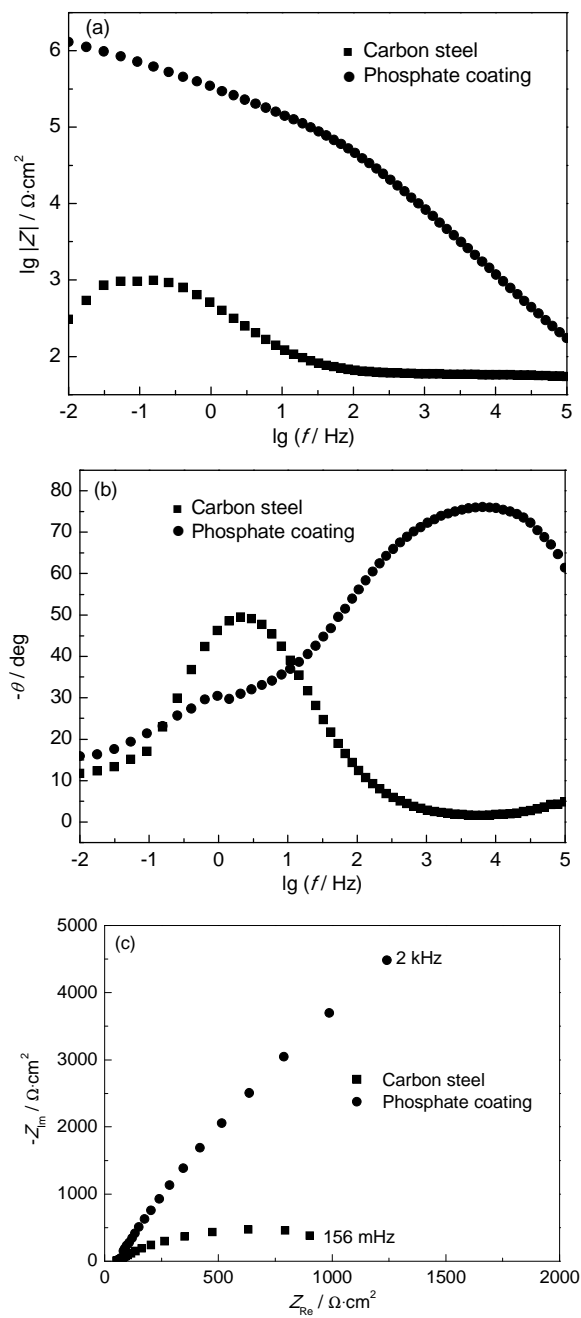 (a)
Carbon steel
Phosphate coating
lg |Z| / Ω·cm²
6
5
4
3
2
-2 -1 0 1 2 3 4 5
lg (f / Hz)
(b)
Carbon steel
Phosphate coating
-θ / deg
80
70
60
50
40
30
20
10
0
-2 -1 0 1 2 3 4 5
lg (f / Hz)
(c)
2 kHz
Carbon steel
Phosphate coating
156 mHz
-Z_Im / Ω·cm²
5000
4000
3000
2000
1000
0
0 500 1000 1500 2000
Z_Re / Ω·cm²